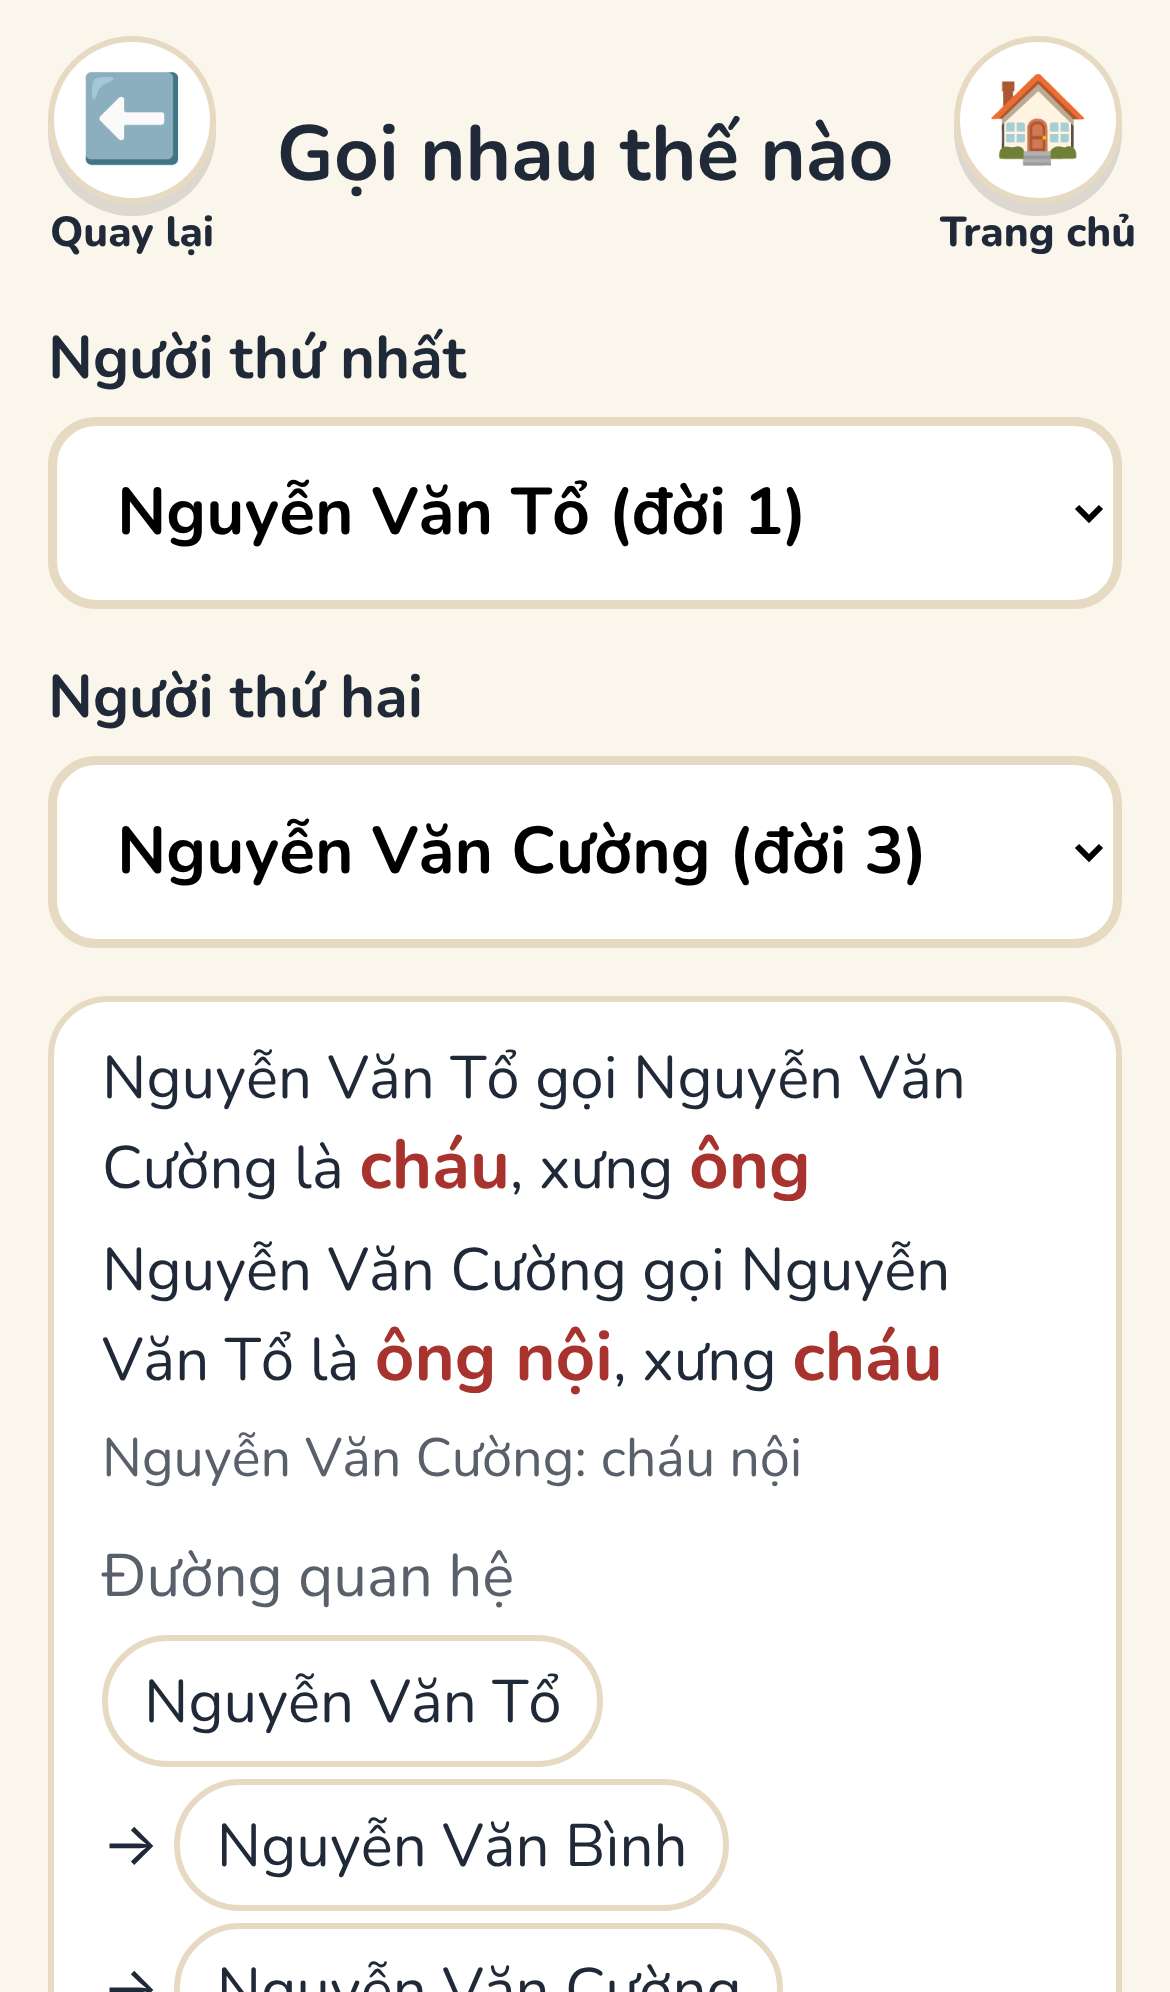 Gọi nhau thế nào
Quay lại
Trang chủ
Người thứ nhất
Nguyễn Văn Tổ (đời 1)
Người thứ hai
Nguyễn Văn Cường (đời 3)
Nguyễn Văn Tổ gọi Nguyễn Văn
Cường là cháu, xưng ông
Nguyễn Văn Cường gọi Nguyễn
Văn Tổ là ông nội, xưng cháu
Nguyễn Văn Cường: cháu nội
Đường quan hệ
Nguyễn Văn Tổ
→ Nguyễn Văn Bình
→ Nguyễn Văn Cường